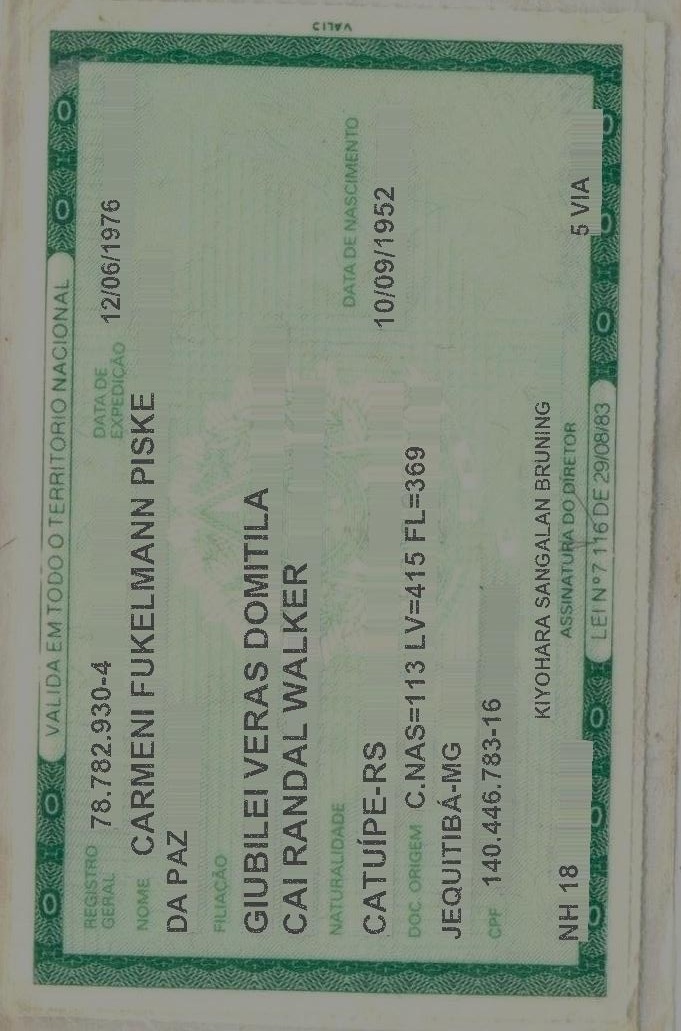 VALIDA EM TODO O TERRITORIO NACIONAL
REGISTRO GERAL 78.782.930-4 DATA DE EXPEDIÇÃO 12/06/1976
NOME CARMENI FUKELMANN PISKE
DA PAZ
FILIAÇÃO
GIUBILEI VERAS DOMITILA
CAI RANDAL WALKER
NATURALIDADE DATA DE NASCIMENTO
CATUÍPE-RS 10/09/1952
DOC. ORIGEM C.NAS=113 LV=415 FL=369
JEQUITIBÁ-MG
CPF 140.446.783-16
KIYOHARA SANGALAN BRUNING
NH 18 ASSINATURA DO DIRETOR 5 VIA
LEI Nº 7 116 DE 29/08/83